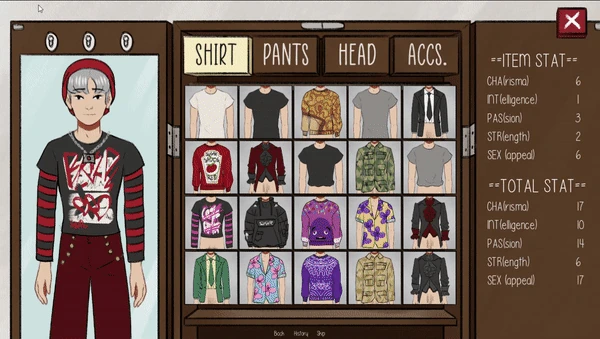 SHIRT PANTS HEAD ACCS.
==ITEM STAT==
CHA(risma) 6
INT(elligence) 1
PAS(sion) 3
STR(ength) 2
SEX (appeal) 6
==TOTAL STAT==
CHA(risma) 17
INT(elligence) 10
PAS(sion) 14
STR(ength) 6
SEX (appeal) 17
Back History Skip